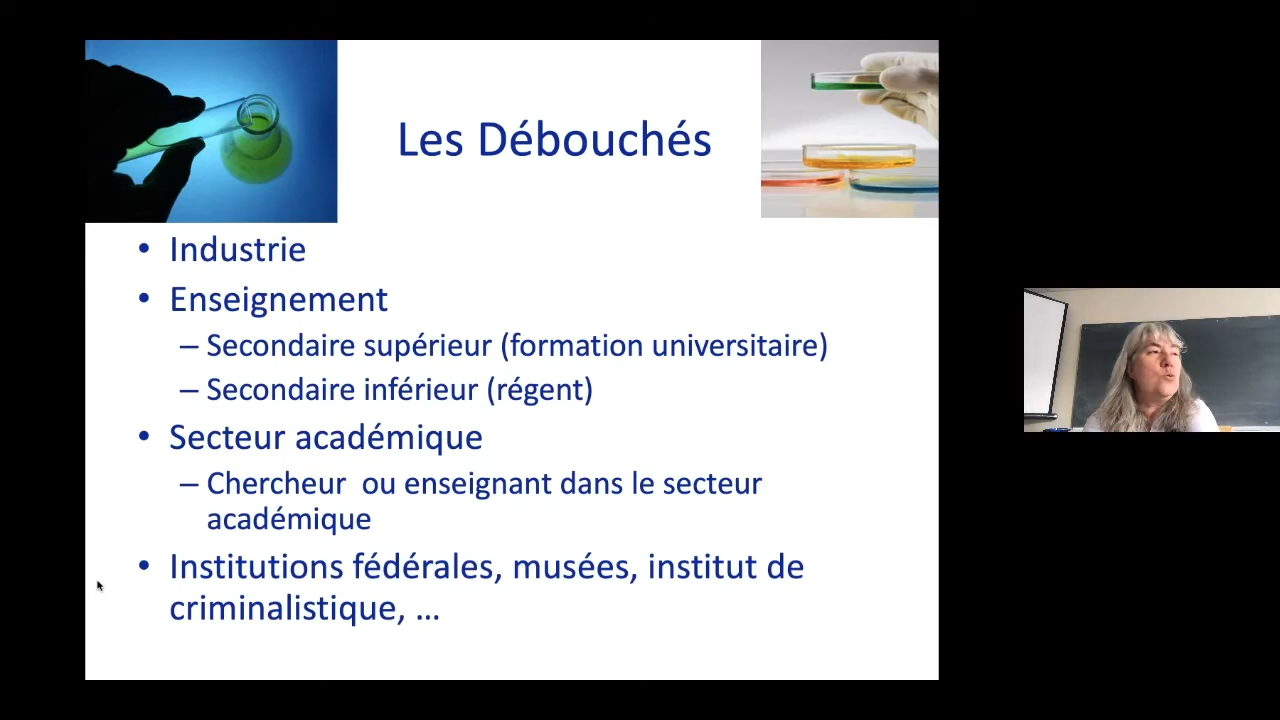 Les Débouchés
• Industrie
• Enseignement
– Secondaire supérieur (formation universitaire)
– Secondaire inférieur (régent)
• Secteur académique
– Chercheur ou enseignant dans le secteur
académique
• Institutions fédérales, musées, institut de
criminalistique, ...